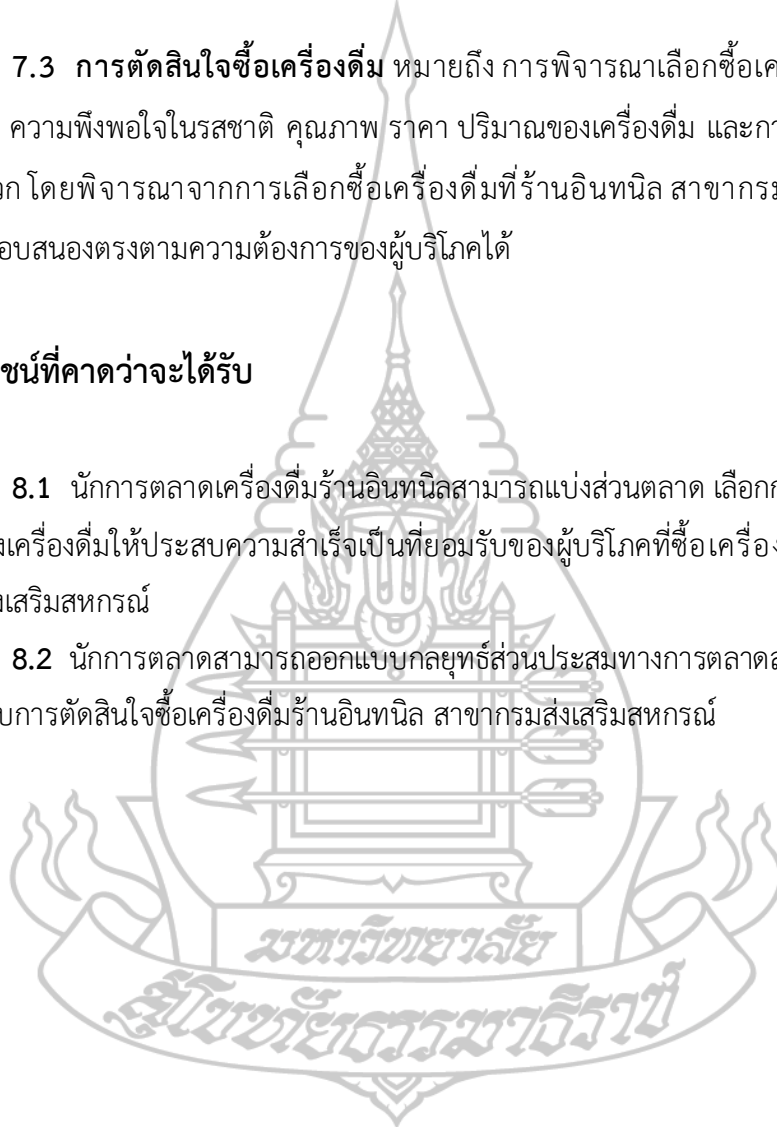 7.3 การตัดสินใจซื้อเครื่องดื่ม หมายถึง การพิจารณาเลือกซื้อเค
ความพึงพอใจในรสชาติ คุณภาพ ราคา ปริมาณของเครื่องดื่ม และกา
วก โดยพิจารณาจากการเลือกซื้อเครื่องดื่มที่ร้านอินทนิล สาขากรม
อบสนองตรงตามความต้องการของผู้บริโภคได้
ชน์ที่คาดว่าจะได้รับ
8.1 นักการตลาดเครื่องดื่มร้านอินทนิลสามารถแบ่งส่วนตลาด เลือกก
งเครื่องดื่มให้ประสบความสำเร็จเป็นที่ยอมรับของผู้บริโภคที่ซื้อเครื่อง
งเสริมสหกรณ์
8.2 นักการตลาดสามารถออกแบบกลยุทธ์ส่วนประสมทางการตลาดส
บการตัดสินใจซื้อเครื่องดื่มร้านอินทนิล สาขากรมส่งเสริมสหกรณ์
มหาวิทยาลัย
สุโขทัยธรรมาธิราช